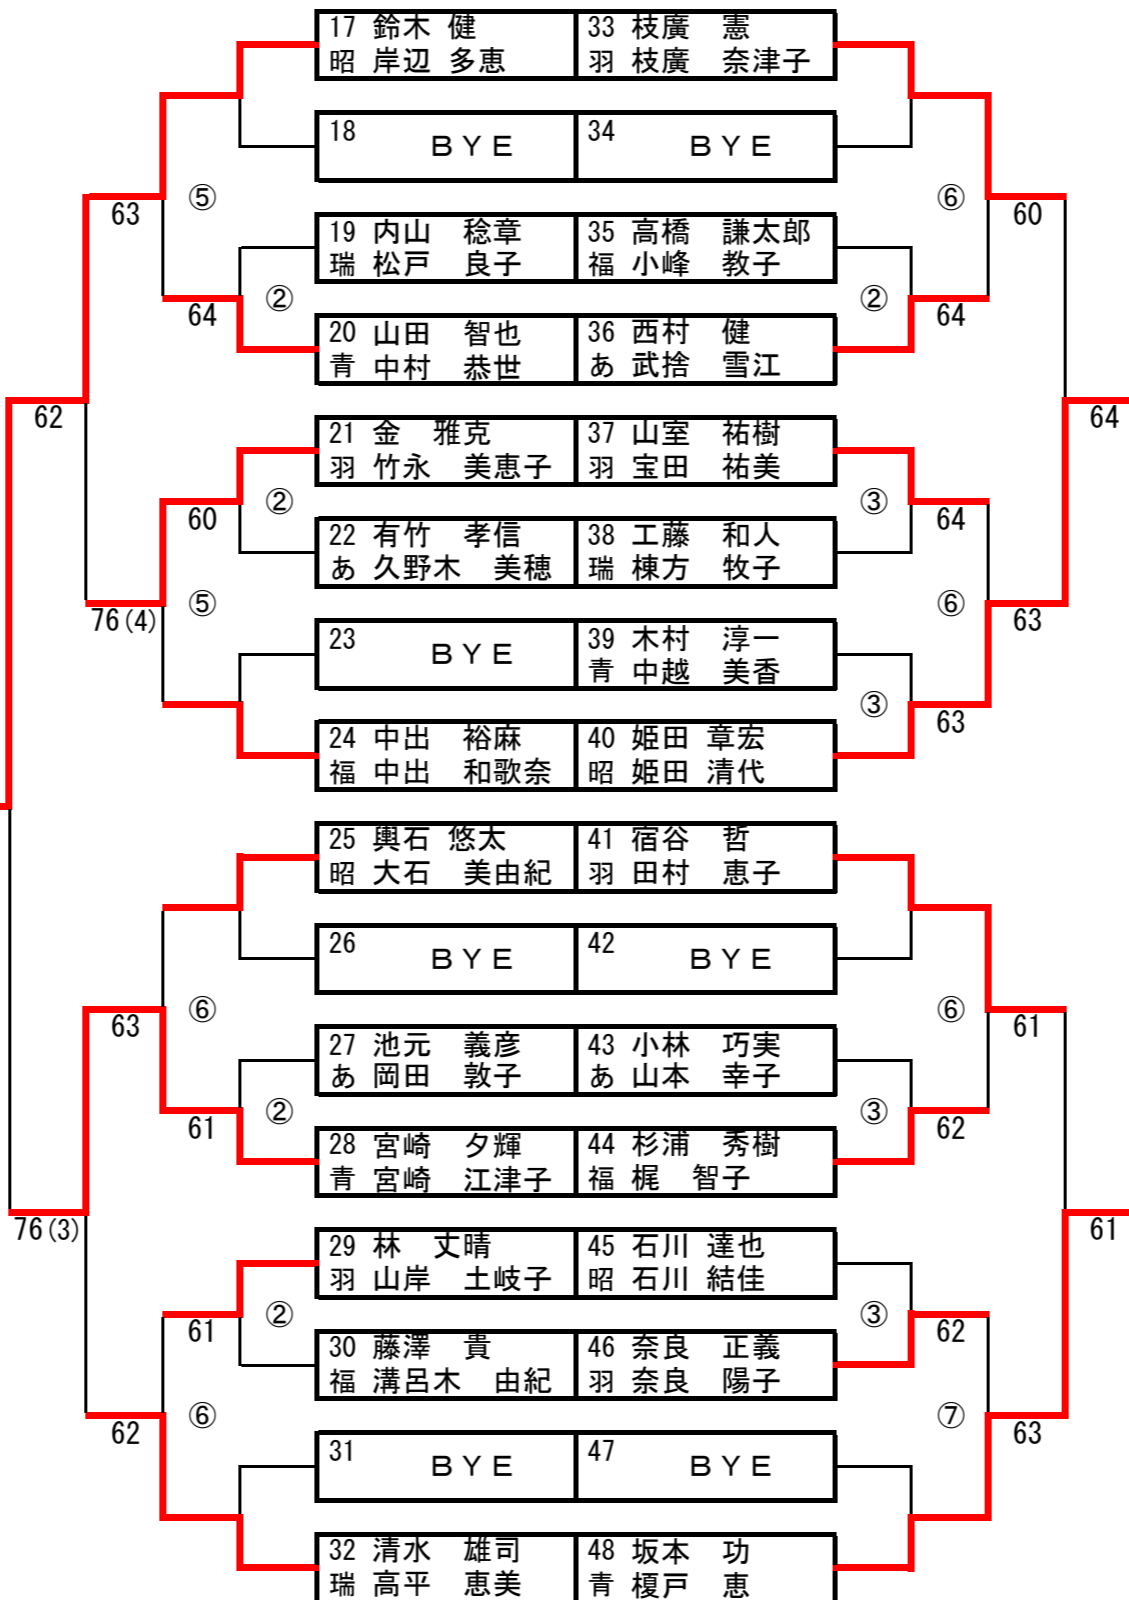 17 鈴木 健
昭 岸辺 多恵
33 枝廣 憲
羽 枝廣 奈津子
18 BYE
34 BYE
⑤
63
⑥
60
19 内山 稔章
瑞 松戸 良子
35 高橋 謙太郎
福 小峰 教子
②
64
②
64
20 山田 智也
青 中村 恭世
36 西村 健
あ 武捨 雪江
62
64
21 金 雅克
羽 竹永 美恵子
37 山室 祐樹
羽 宝田 祐美
②
60
③
64
22 有竹 孝信
あ 久野木 美穂
38 工藤 和人
瑞 棟方 牧子
⑤
76(4)
⑥
63
23 BYE
39 木村 淳一
青 中越 美香
③
63
24 中出 裕麻
福 中出 和歌奈
40 姫田 章宏
昭 姫田 清代
25 輿石 悠太
昭 大石 美由紀
41 宿谷 哲
羽 田村 恵子
26 BYE
42 BYE
⑥
63
⑥
61
27 池元 義彦
あ 岡田 敦子
43 小林 巧実
あ 山本 幸子
②
61
③
62
28 宮崎 夕輝
青 宮崎 江津子
44 杉浦 秀樹
福 梶 智子
76(3)
61
29 林 丈晴
羽 山岸 土岐子
45 石川 達也
昭 石川 結佳
②
61
③
62
30 藤澤 貴
福 溝呂木 由紀
46 奈良 正義
羽 奈良 陽子
⑥
62
⑦
63
31 BYE
47 BYE
32 清水 雄司
瑞 高平 恵美
48 坂本 功
青 榎戸 恵